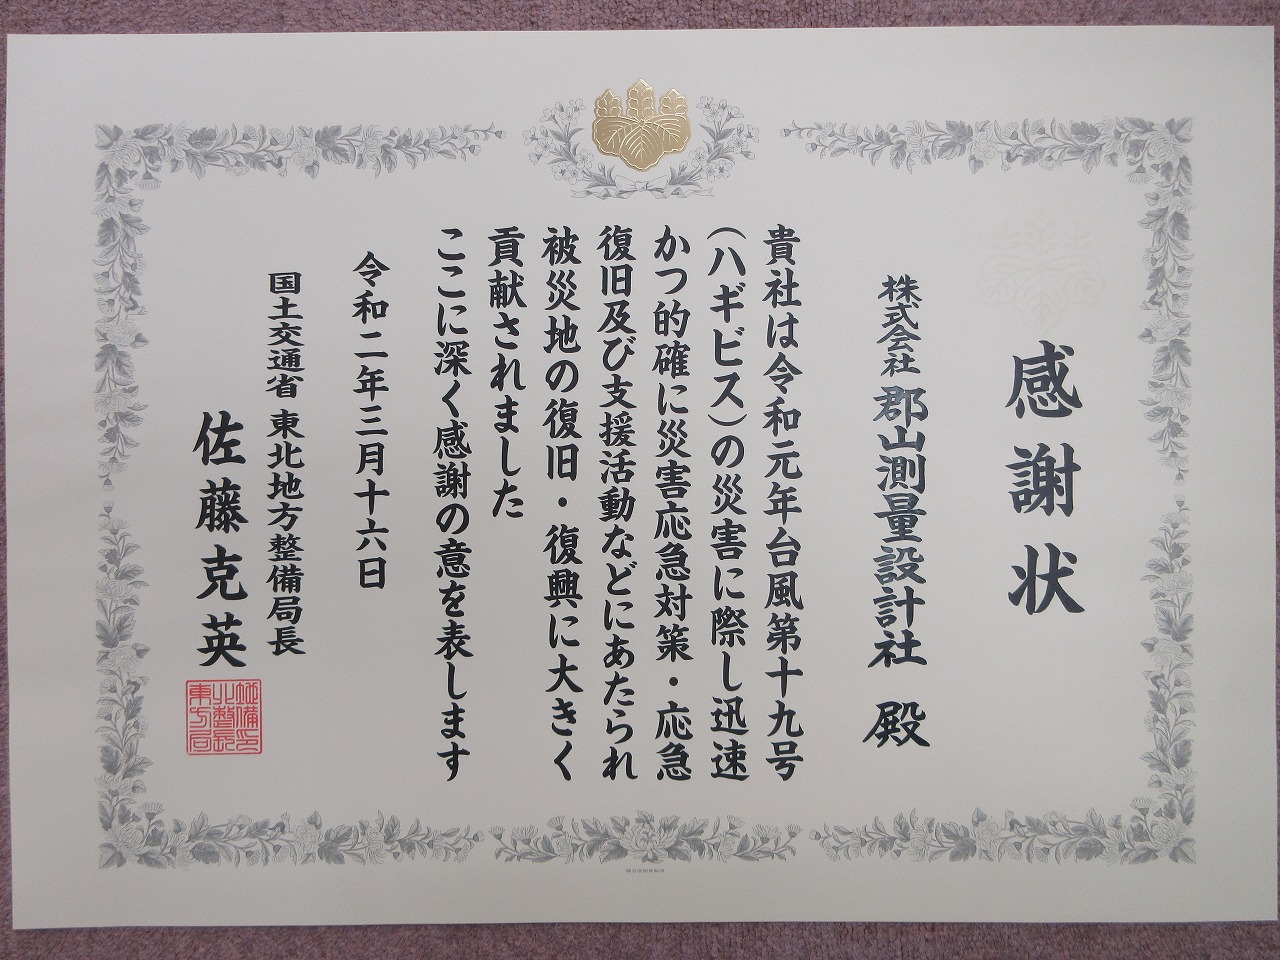 感謝状
株式会社 郡山測量設計社 殿
貴社は令和元年台風第十九号
(ハギビス)の災害に際し迅速
かつ的確に災害応急対策・応急
復旧及び支援活動などにあたられ
被災地の復旧・復興に大きく
貢献されました
ここに深く感謝の意を表します
令和二年三月十六日
国土交通省 東北地方整備局長
佐藤克英